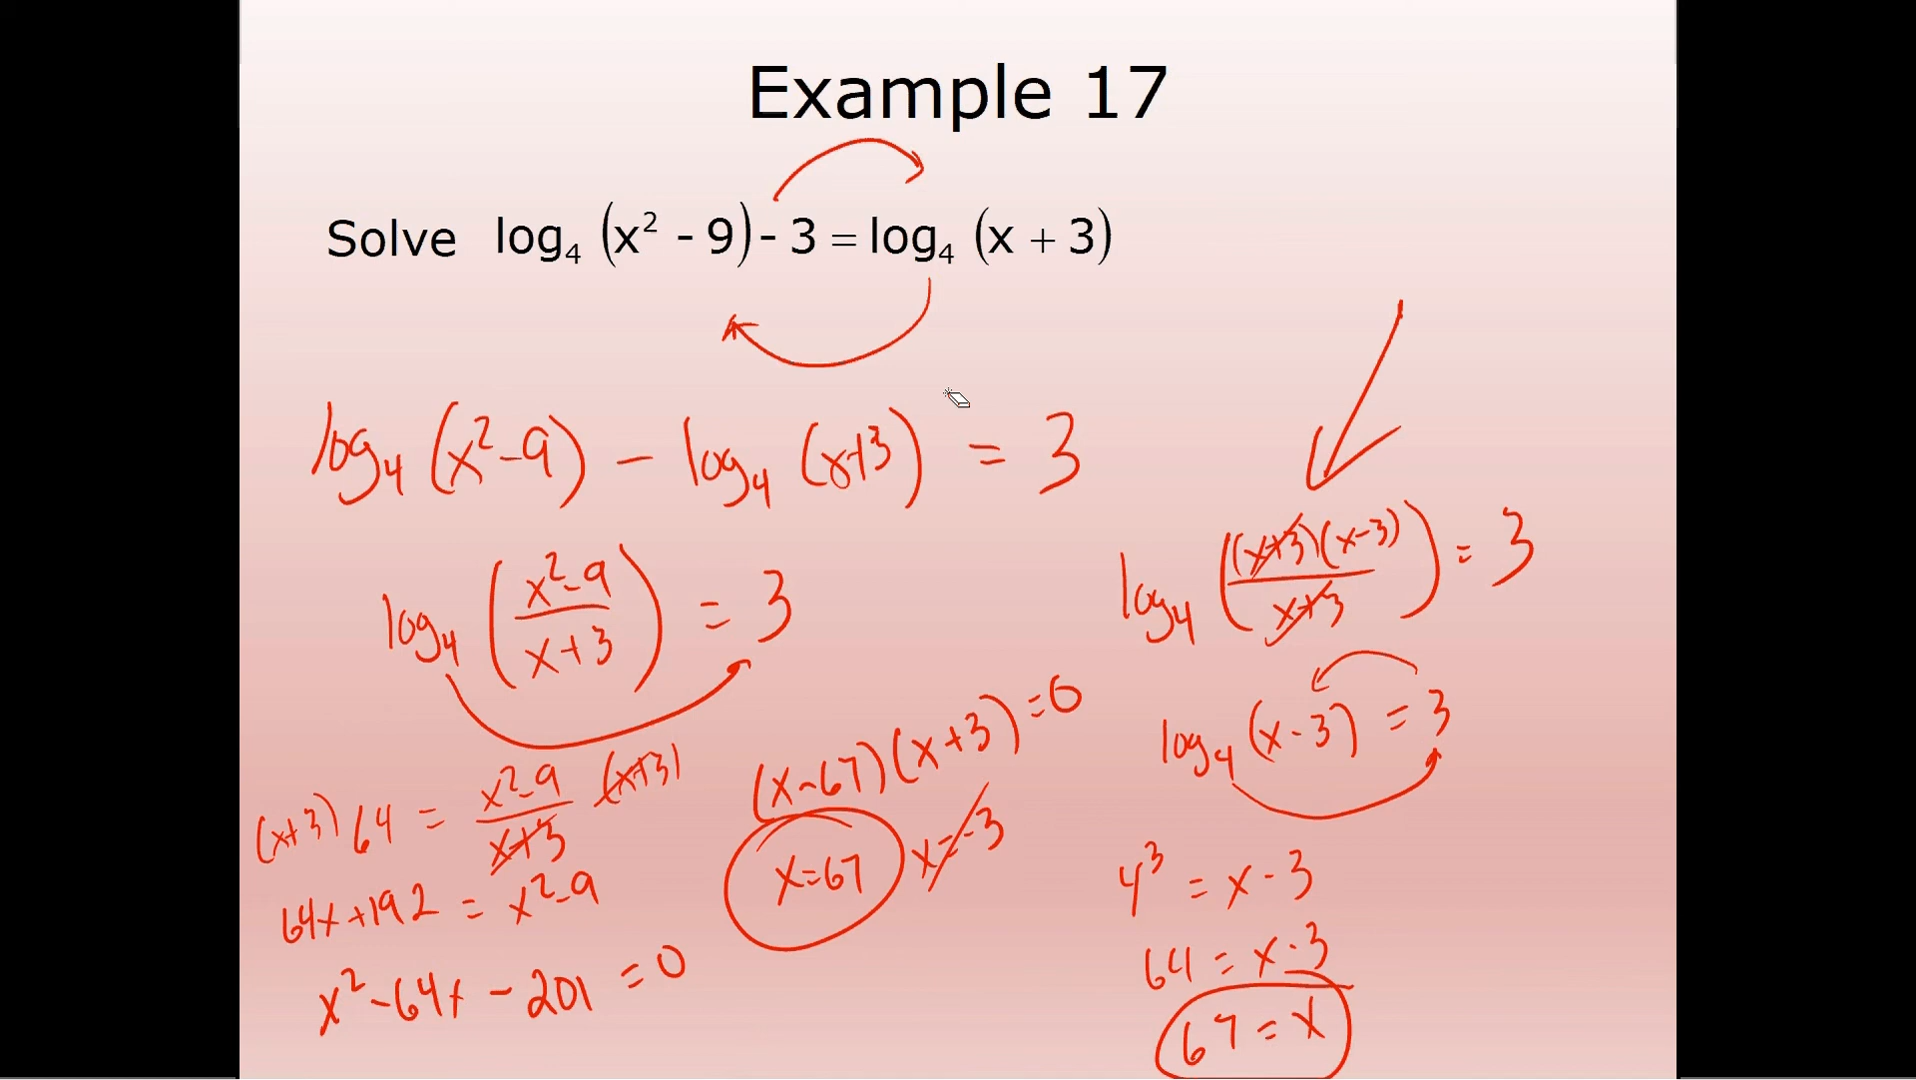 Example 17
Solve log₄ (x² - 9) - 3 = log₄ (x + 3)
log₄ (x² - 9) - log₄ (x+3) = 3
log₄ ((x² - 9)/(x+3)) = 3
(x+3) 64 = (x² - 9)/(x+3) (x+3)
64x + 192 = x² - 9
x² - 64x - 201 = 0
(x - 67)(x + 3) = 0
x = 67 x = -3
log₄ ((x+3)(x-3)/(x+3)) = 3
log₄ (x - 3) = 3
4³ = x - 3
64 = x - 3
67 = x